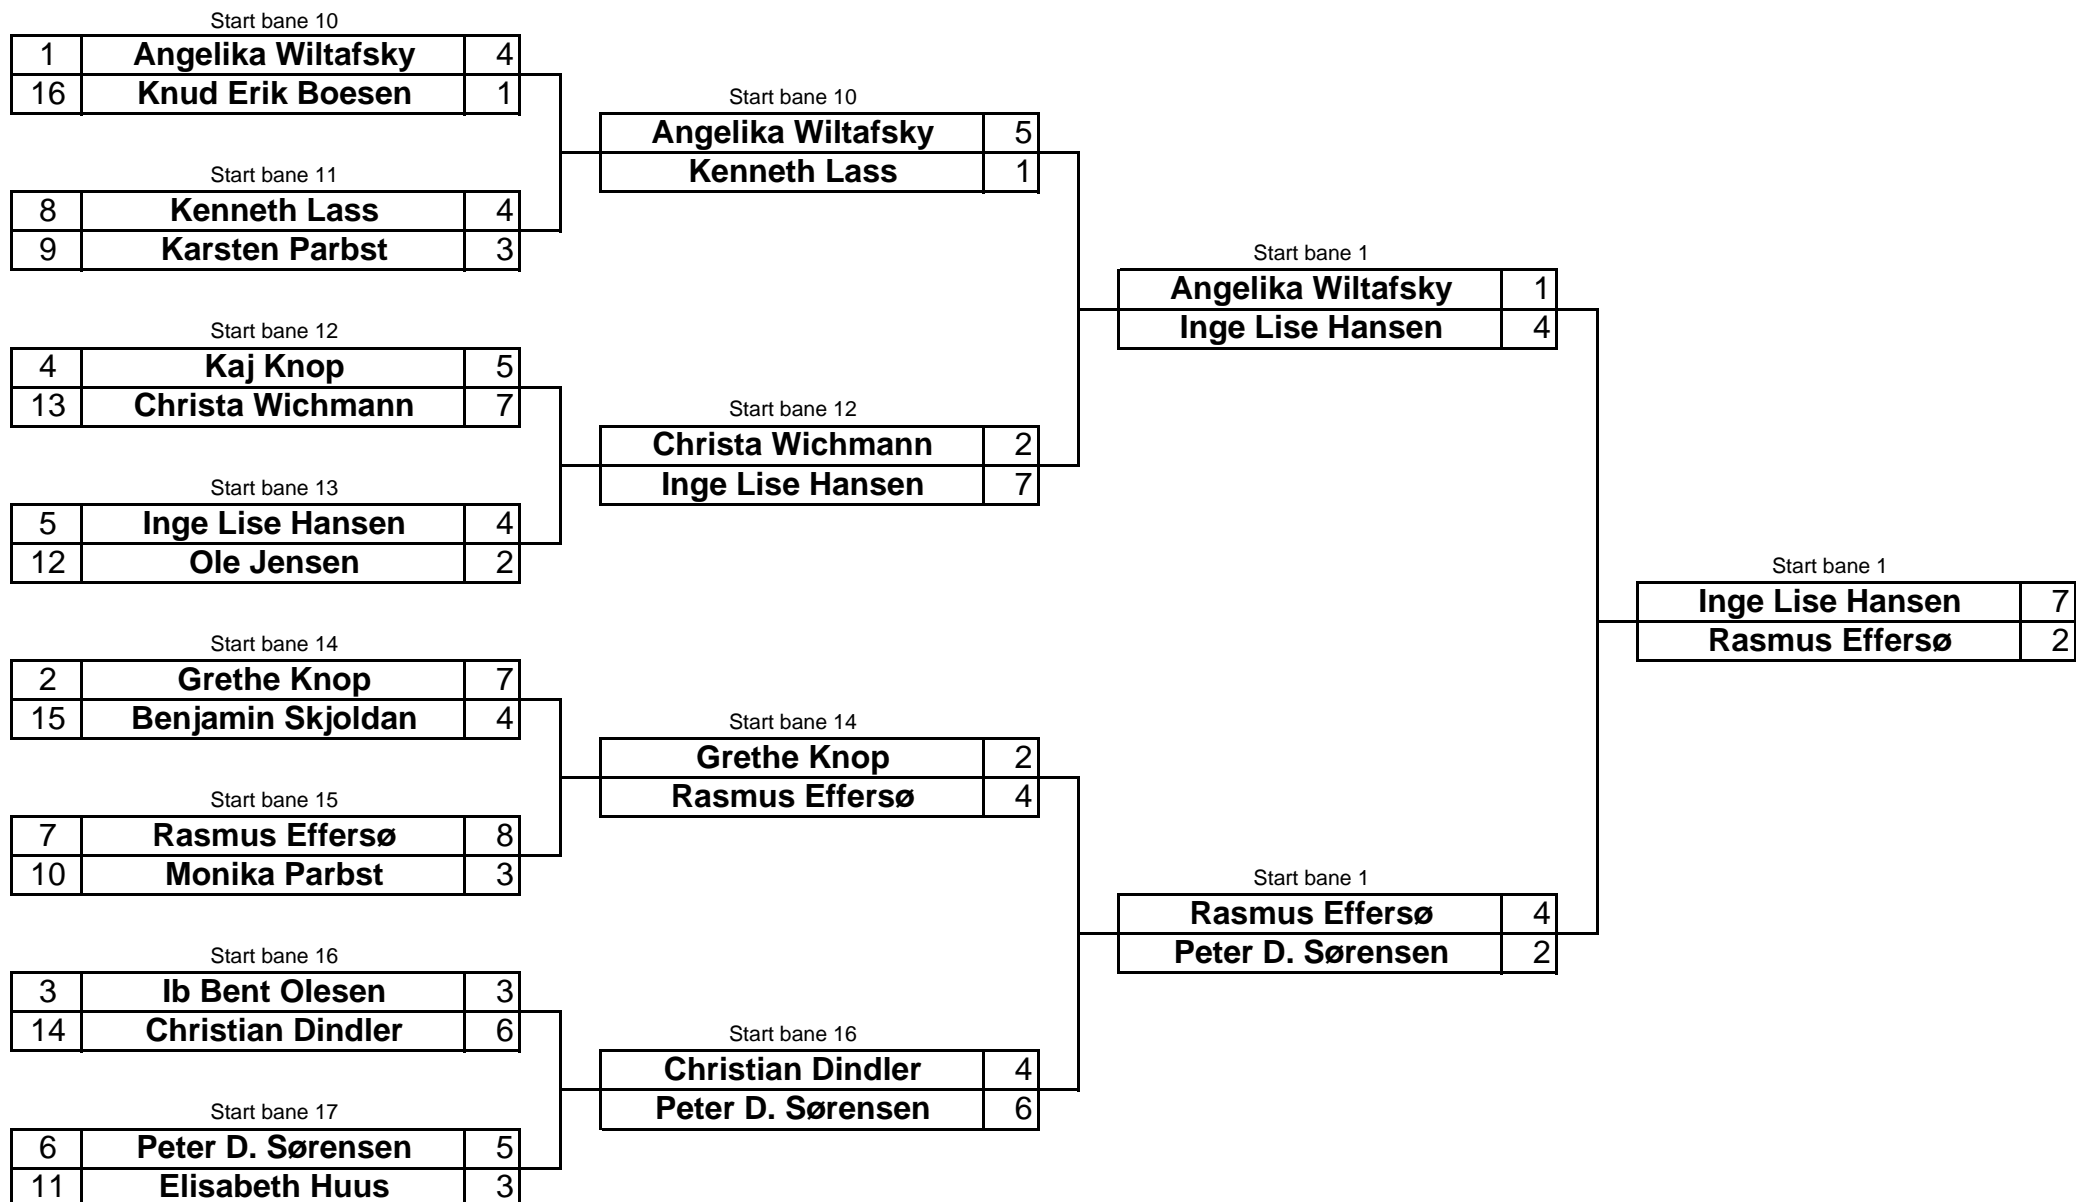 Start bane 10
1 Angelika Wiltafsky 4
16 Knud Erik Boesen 1
Start bane 11
8 Kenneth Lass 4
9 Karsten Parbst 3
Start bane 12
4 Kaj Knop 5
13 Christa Wichmann 7
Start bane 13
5 Inge Lise Hansen 4
12 Ole Jensen 2
Start bane 14
2 Grethe Knop 7
15 Benjamin Skjoldan 4
Start bane 15
7 Rasmus Effersø 8
10 Monika Parbst 3
Start bane 16
3 Ib Bent Olesen 3
14 Christian Dindler 6
Start bane 17
6 Peter D. Sørensen 5
11 Elisabeth Huus 3
Start bane 10
Angelika Wiltafsky 5
Kenneth Lass 1
Start bane 12
Christa Wichmann 2
Inge Lise Hansen 7
Start bane 14
Grethe Knop 2
Rasmus Effersø 4
Start bane 16
Christian Dindler 4
Peter D. Sørensen 6
Start bane 1
Angelika Wiltafsky 1
Inge Lise Hansen 4
Start bane 1
Rasmus Effersø 4
Peter D. Sørensen 2
Start bane 1
Inge Lise Hansen 7
Rasmus Effersø 2